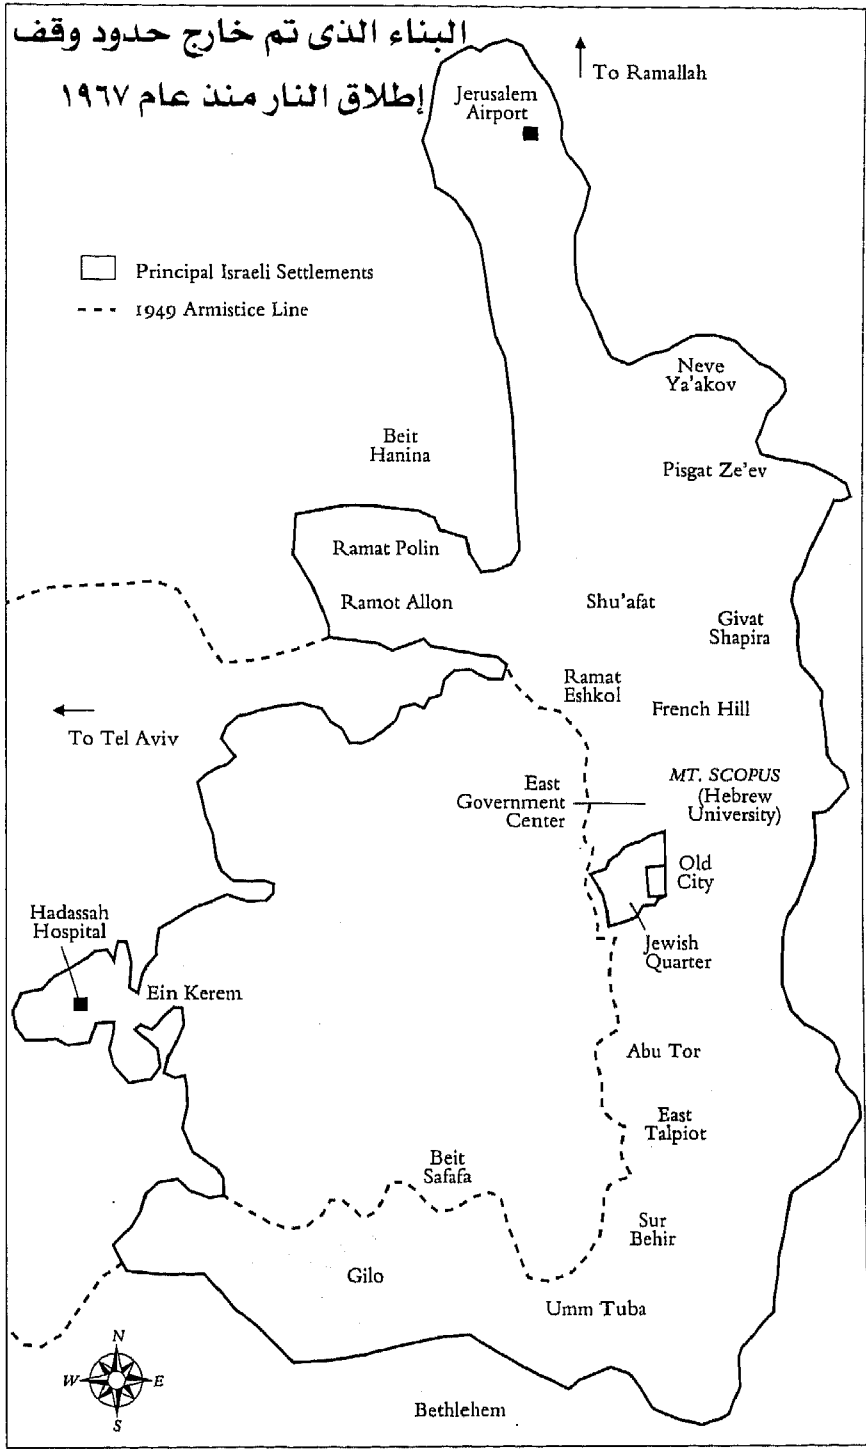 البناء الذى تم خارج حدود وقف
إطلاق النار منذ عام ١٩٦٧
To Ramallah
Jerusalem
Airport
Principal Israeli Settlements
1949 Armistice Line
Neve
Ya'akov
Beit
Hanina
Pisgat Ze'ev
Ramat Polin
Ramot Allon
Shu'afat
Givat
Shapira
Ramat
Eshkol
French Hill
To Tel Aviv
East
Government
Center
MT. SCOPUS
(Hebrew
University)
Old
City
Hadassah
Hospital
Jewish
Quarter
Ein Kerem
Abu Tor
East
Talpiot
Beit
Safafa
Sur
Behir
Gilo
Umm Tuba
N
W
E
S
Bethlehem